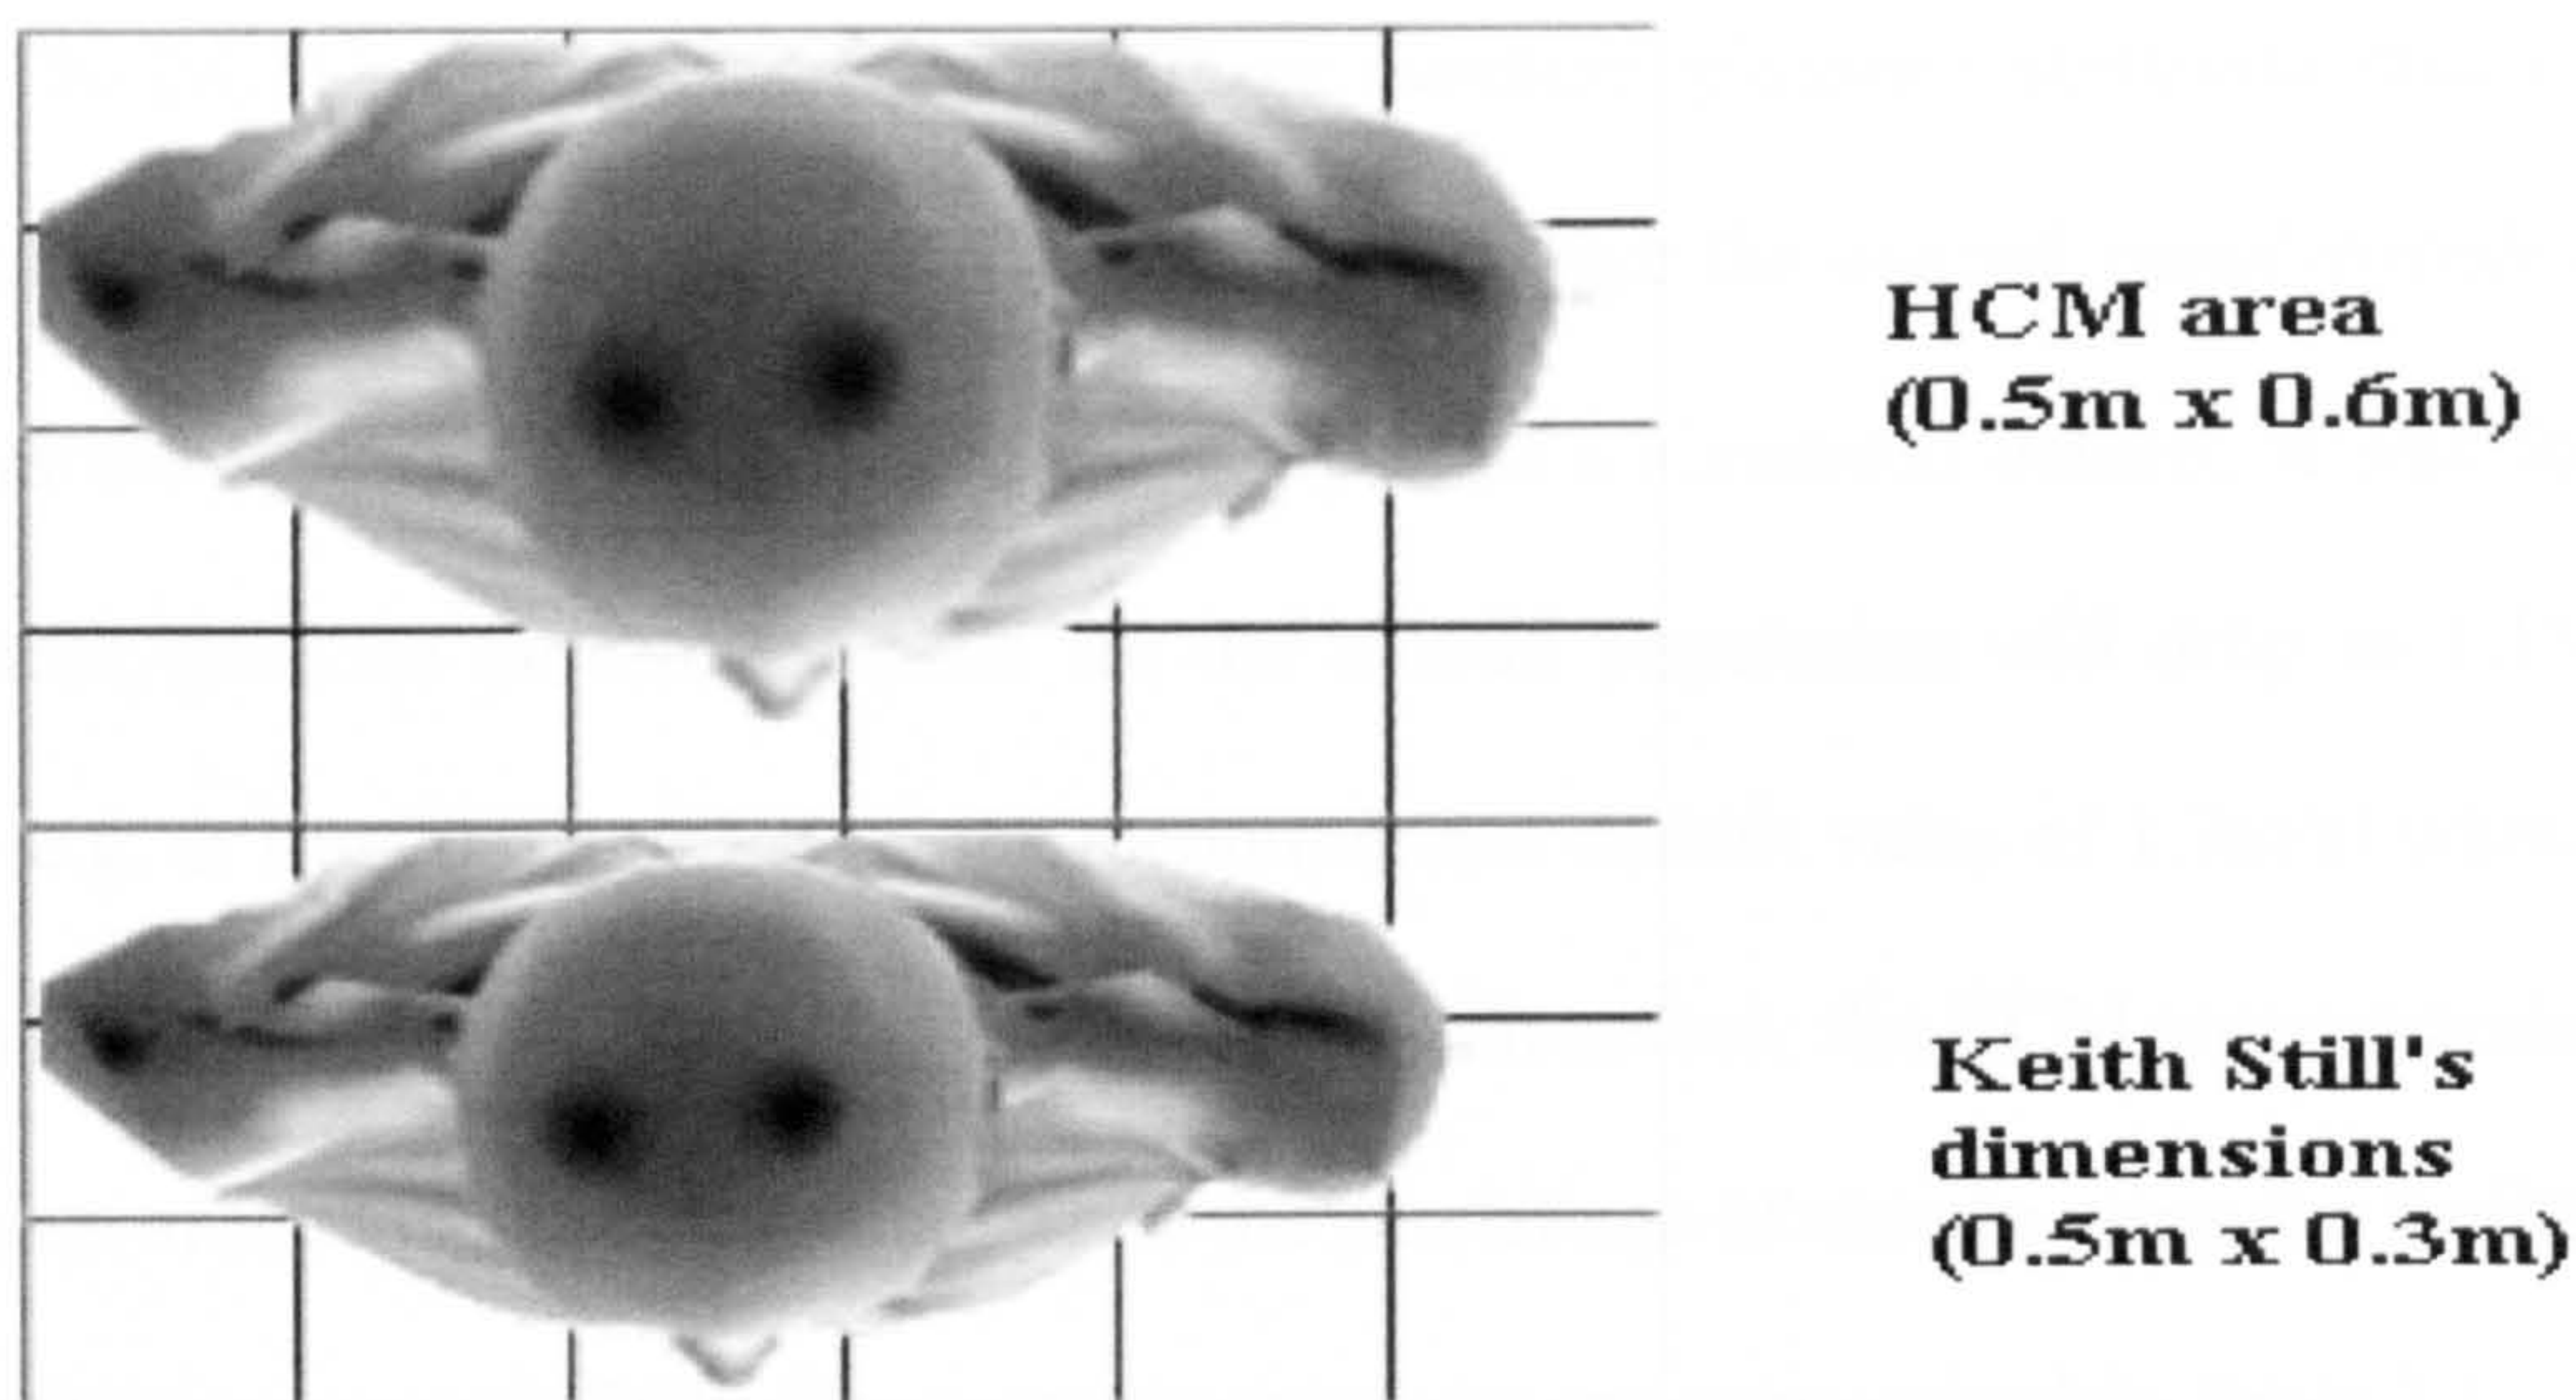 HCM area
(0.5m x 0.6m)
Keith Still's
dimensions
(0.5m x 0.3m)